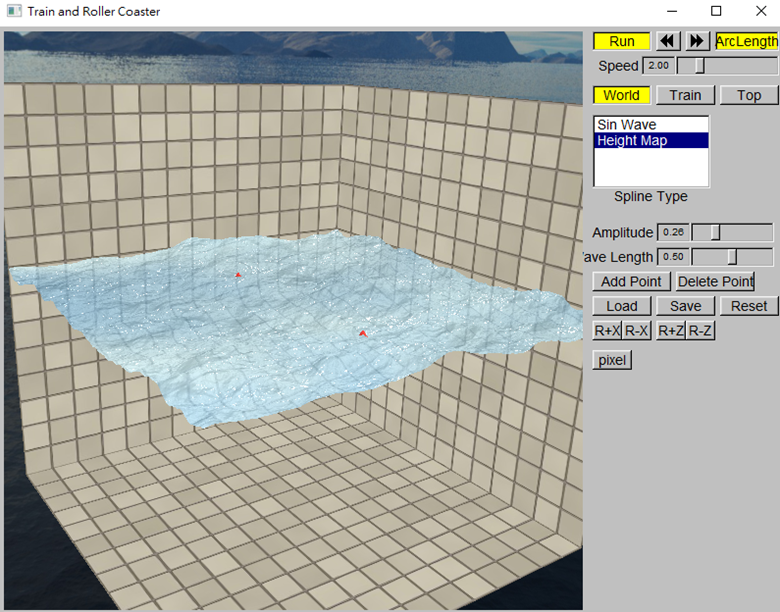 Train and Roller Coaster
Run ArcLength
Speed 2.00
World Train Top
Sin Wave
Height Map
Spline Type
Amplitude 0.26
ave Length 0.50
Add Point Delete Point
Load Save Reset
R+X R-X R+Z R-Z
pixel